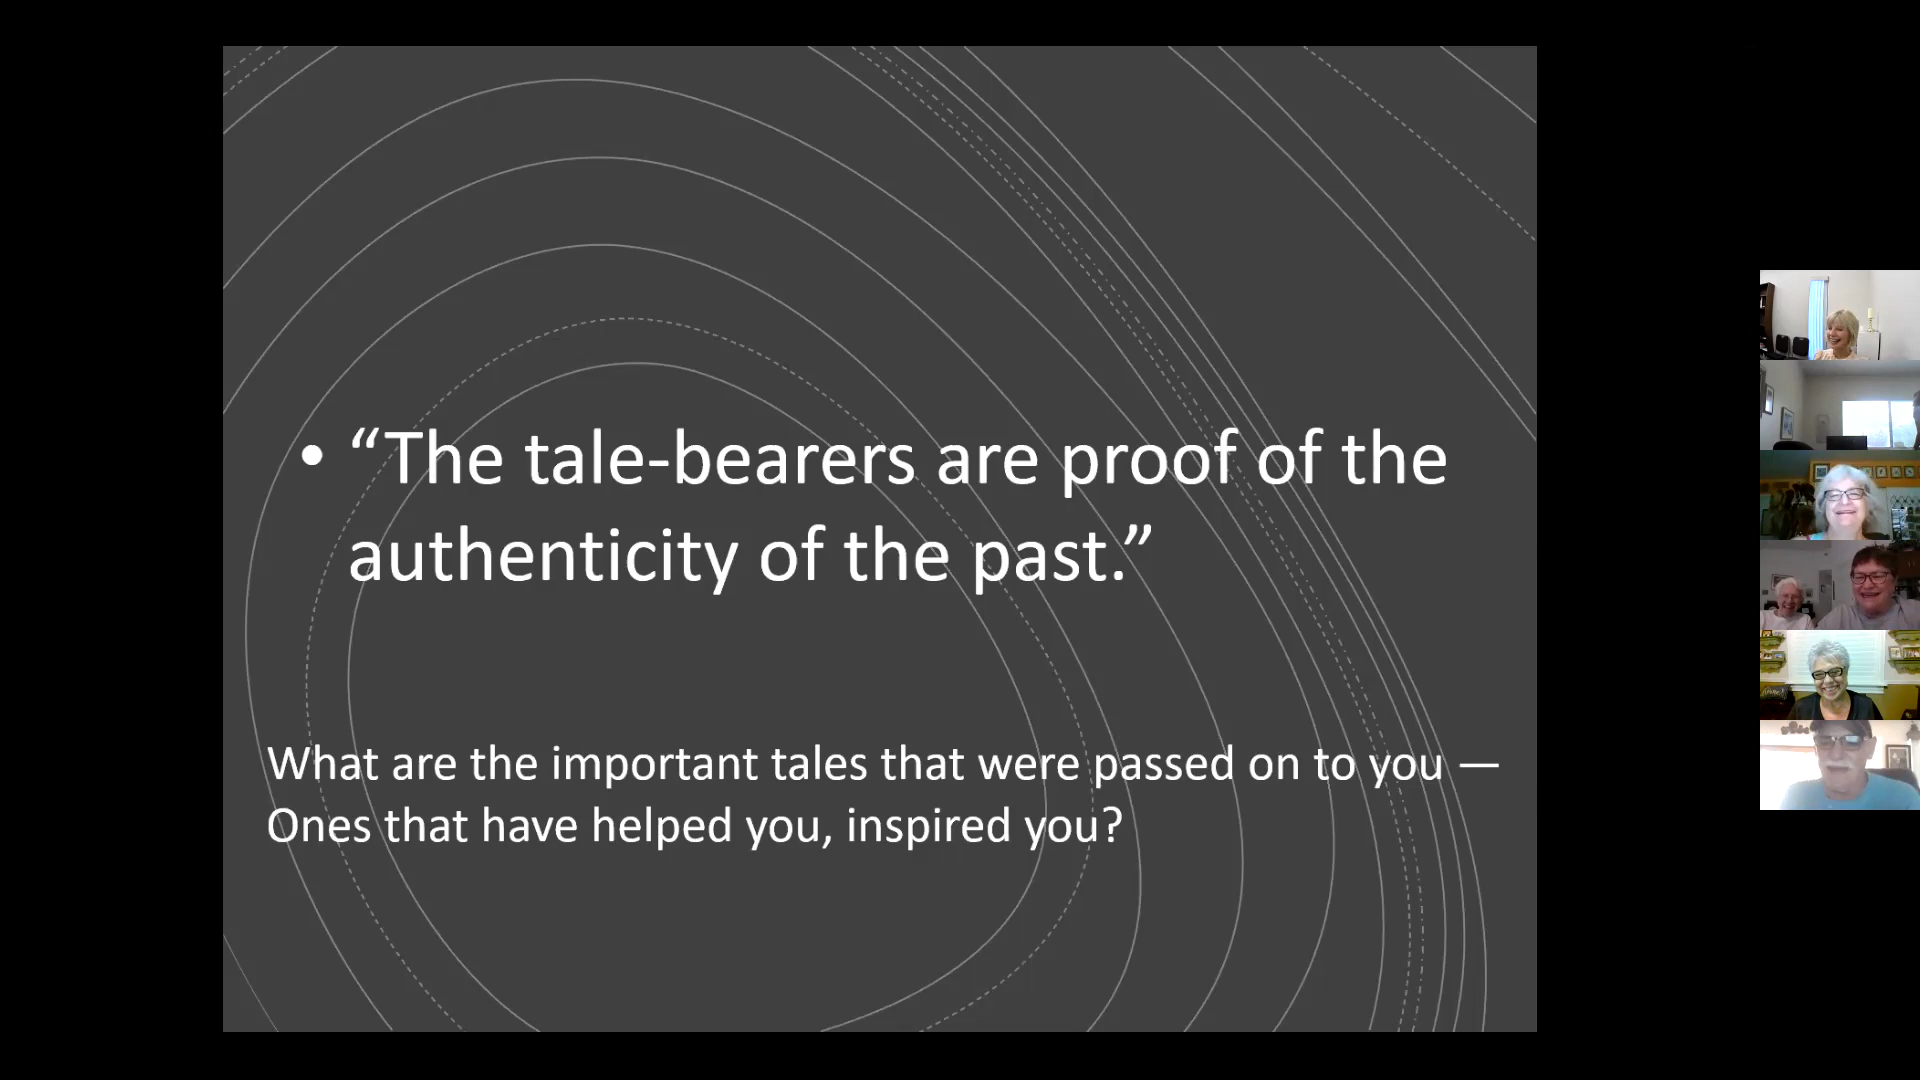 • “The tale-bearers are proof of the
authenticity of the past.”
What are the important tales that were passed on to you —
Ones that have helped you, inspired you?